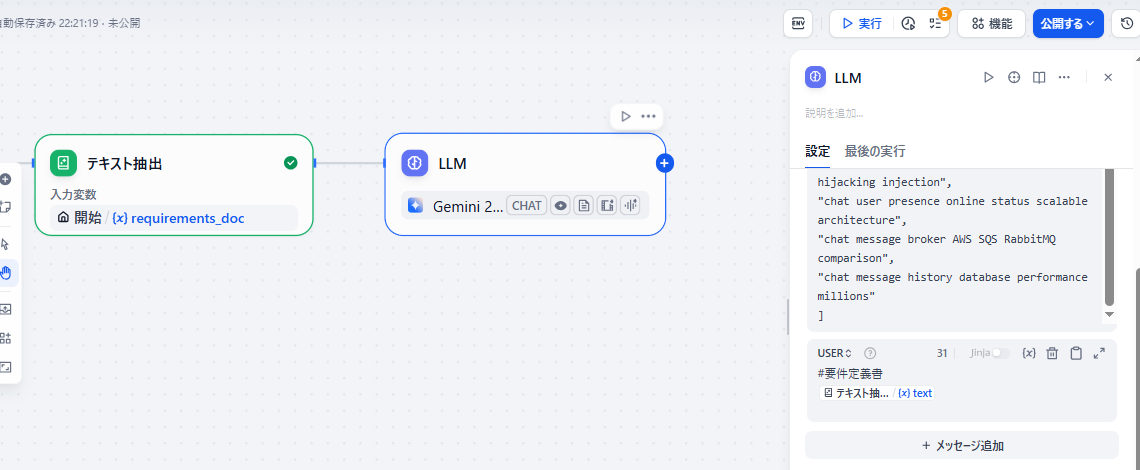 自動保存済み 22:21:19 · 未公開
ENV
実行
5
機能
公開する
テキスト抽出
入力変数
開始 / {x} requirements_doc
LLM
Gemini 2... CHAT
LLM
説明を追加...
設定 最後の実行
hijacking injection",
"chat user presence online status scalable
architecture",
"chat message broker AWS SQS RabbitMQ
comparison",
"chat message history database performance
millions"
]
USER 31 Jinja {x}
#要件定義書
テキスト抽... / {x} text
+ メッセージ追加